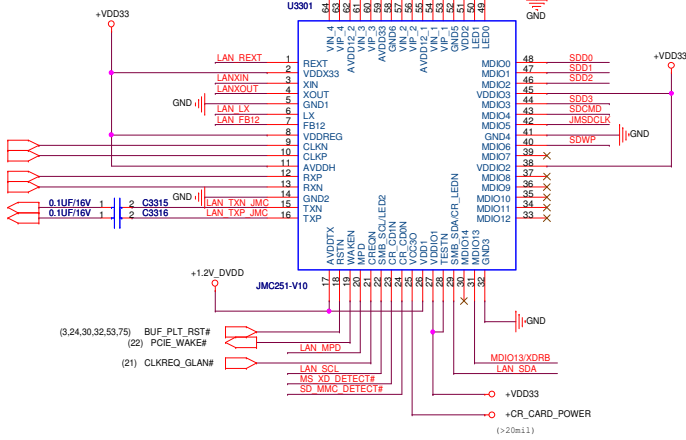 U3301
64 63 62 61 60 59 58 57 56 55 54 53 52 51 50 49
GND
+VDD33
VIN_4 VIP_4 AVDD12_2 VIN_3 VIP_3 AVDD33 GND6 VIN_2 VIP_2 AVDD12_1 VIN_1 VIP_1 GND5 VDD2 LED1 LED0
LAN_REXT 1 REXT MDIO0 48 SDD0
2 VDDX33 MDIO1 47 SDD1 +VDD33
LANXIN 3 XIN MDIO2 46 SDD2
LANXOUT 4 XOUT VDDIO3 45
GND 5 GND1 MDIO3 44 SDD3
LAN_LX 6 LX MDIO4 43 SDCMD
LAN_FB12 7 FB12 MDIO5 42 JMSDCLK
8 VDDREG GND4 41 GND
9 CLKN MDIO6 40 SDWP
10 CLKP MDIO7 39
11 AVDDH VDDIO2 38
12 RXP MDIO8 37
13 RXN MDIO9 36
GND 14 GND2 MDIO10 35
0.1UF/16V 1 2 C3315 LAN_TXN_JMC 15 TXN MDIO11 34
0.1UF/16V 1 2 C3316 LAN_TXP_JMC 16 TXP MDIO12 33
AVDDTX RSTN WAKEN MPD CREQN SMB_SCL/LED2 CR_CD1N CR_CD0N VCC3O VDD1 VDDIO1 TESTN SMB_SDA/CR_LEDN MDIO14 MDIO13 GND3
+1.2V_DVDD
JMC251-V10
17 18 19 20 21 22 23 24 25 26 27 28 29 30 31 32
(3,24,30,32,53,75) BUF_PLT_RST# GND
(22) PCIE_WAKE#
LAN_MPD
(21) CLKREQ_GLAN# MDIO13/XDRB
LAN_SCL LAN_SDA
MS_XD_DETECT#
SD_MMC_DETECT# +VDD33
+CR_CARD_POWER
(>20mil)